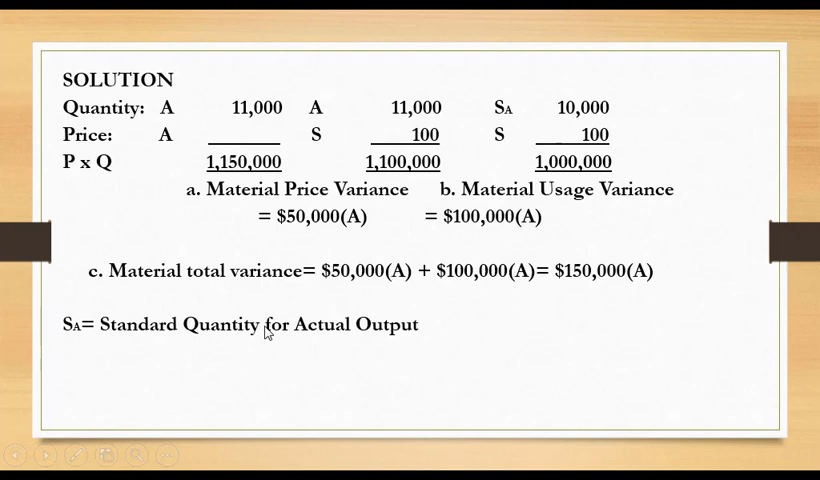 SOLUTION
Quantity: A 11,000 A 11,000 SA 10,000
Price: A S 100 S 100
P x Q 1,150,000 1,100,000 1,000,000
a. Material Price Variance b. Material Usage Variance
= $50,000(A) = $100,000(A)
c. Material total variance= $50,000(A) + $100,000(A)= $150,000(A)
SA= Standard Quantity for Actual Output